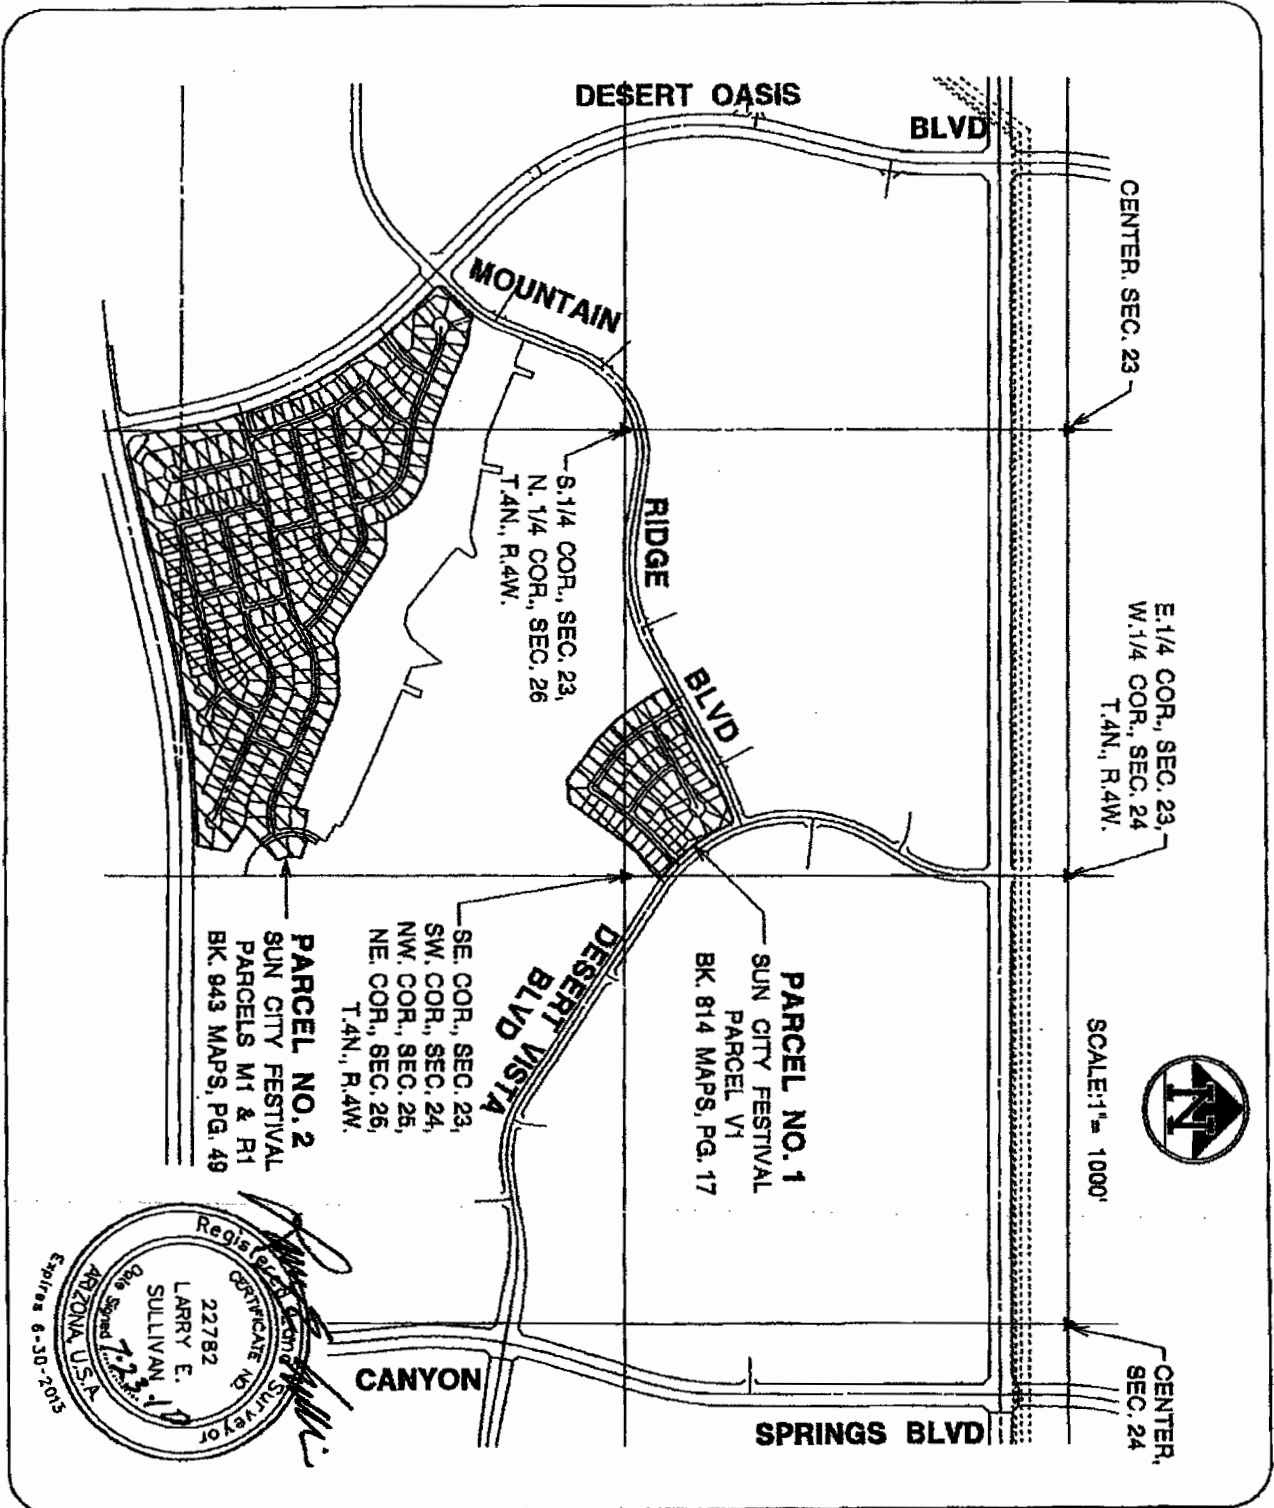 DESERT OASIS
BLVD
CENTER. SEC. 23
E.1/4 COR., SEC. 23,
W.1/4 COR., SEC. 24
T.4N., R.4W.
SCALE:1"= 1000'
N
CENTER,
SEC. 24
MOUNTAIN
RIDGE
BLVD
S.1/4 COR., SEC. 23,
N. 1/4 COR., SEC. 26
T.4N., R.4W.
PARCEL NO. 1
SUN CITY FESTIVAL
PARCEL V1
BK. 814 MAPS, PG. 17
DESERT VISTA
BLVD
SE. COR., SEC. 23,
SW. COR., SEC. 24,
NW. COR., SEC. 25,
NE. COR., SEC. 26,
T.4N., R.4W.
PARCEL NO. 2
SUN CITY FESTIVAL
PARCELS M1 & R1
BK. 943 MAPS, PG. 49
CANYON
SPRINGS BLVD
Registered Land Surveyor
CERTIFICATE NO.
22782
LARRY E.
SULLIVAN
Date Signed 7-23-10
ARIZONA, U.S.A.
Expires 6-30-2013